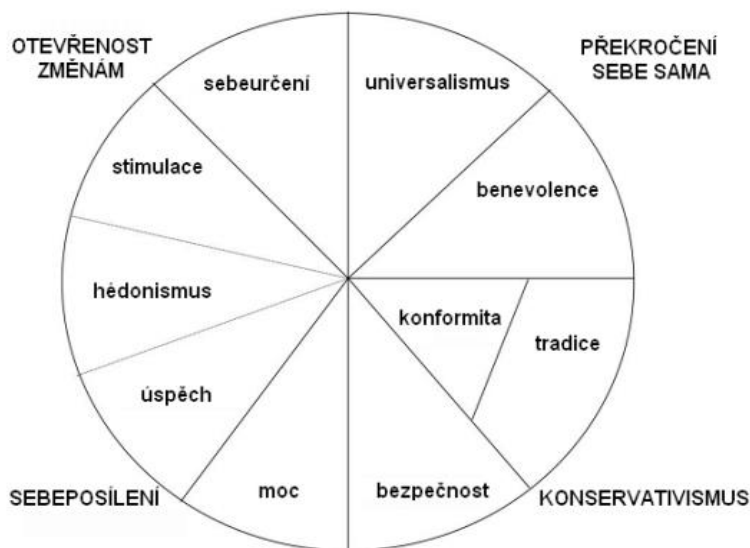 OTEVŘENOST
ZMĚNÁM
PŘEKROČENÍ
SEBE SAMA
sebeurčení
universalismus
stimulace
benevolence
hédonismus
konformita
tradice
úspěch
moc
bezpečnost
SEBEPOSÍLENÍ
KONSERVATIVISMUS